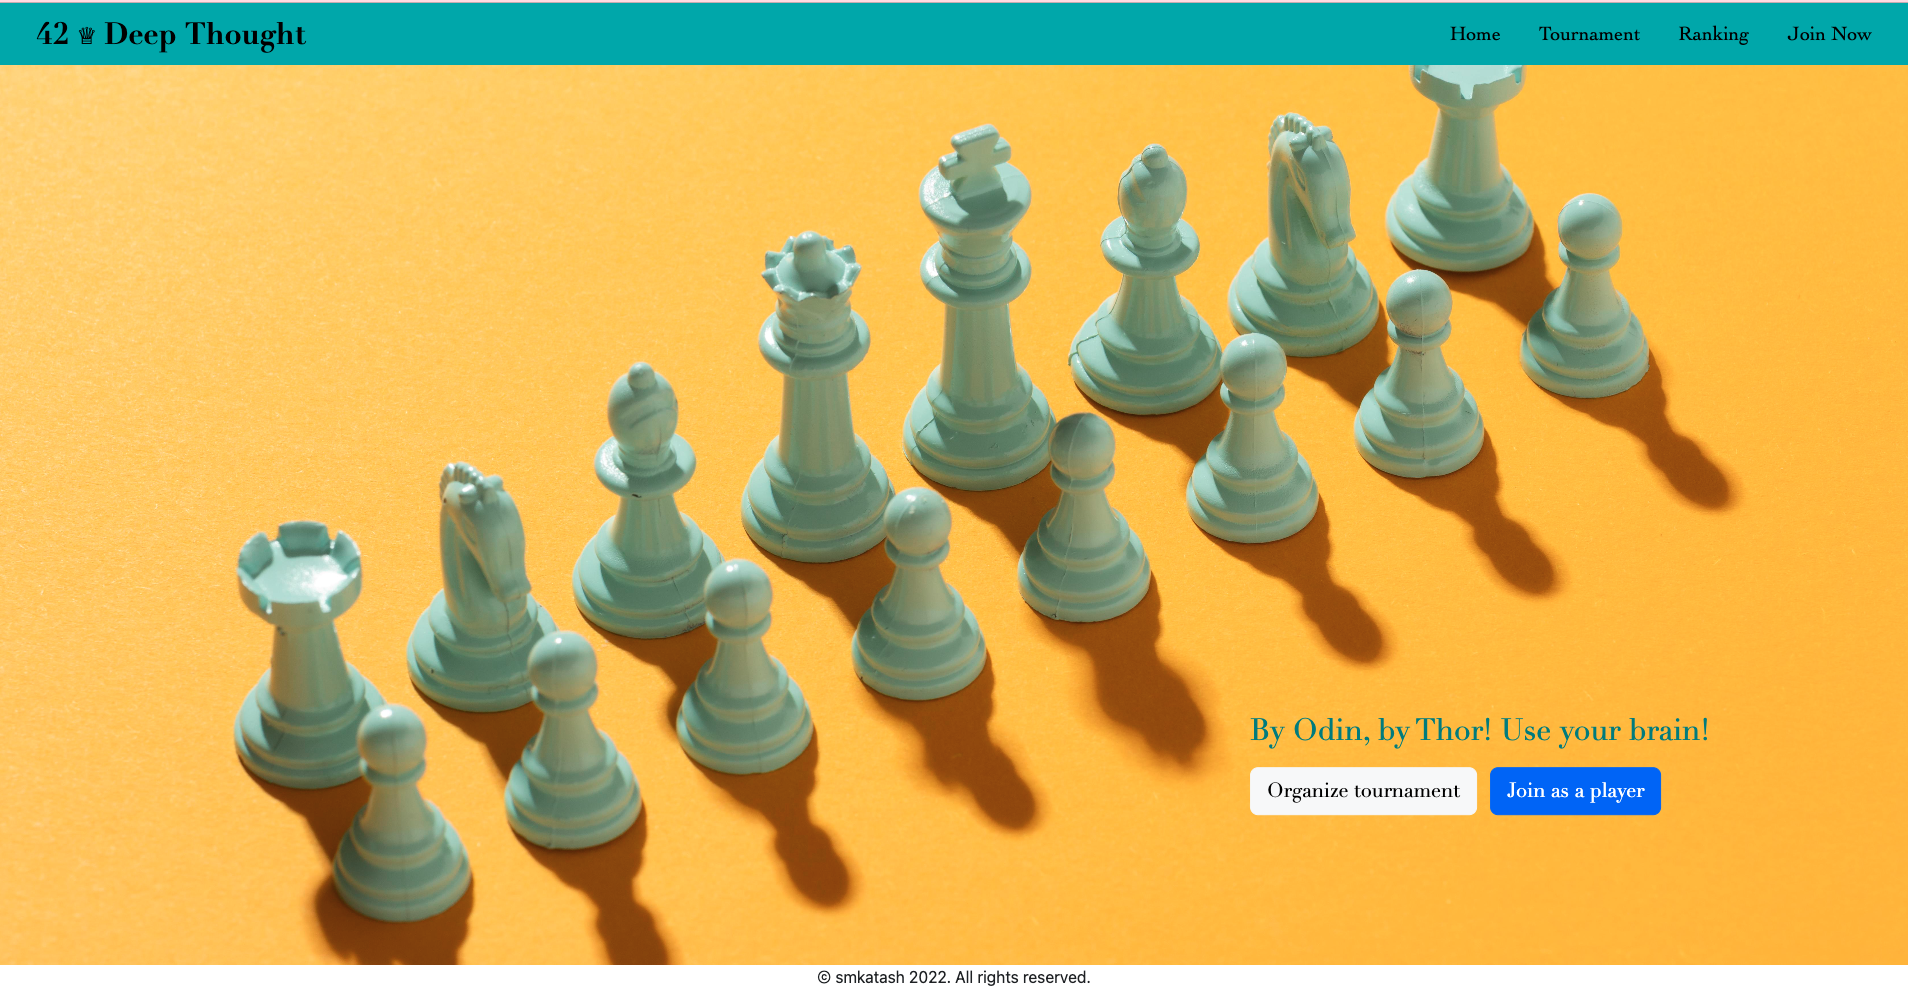 42 ♕ Deep Thought
Home Tournament Ranking Join Now
By Odin, by Thor! Use your brain!
Organize tournament Join as a player
© smkatash 2022. All rights reserved.